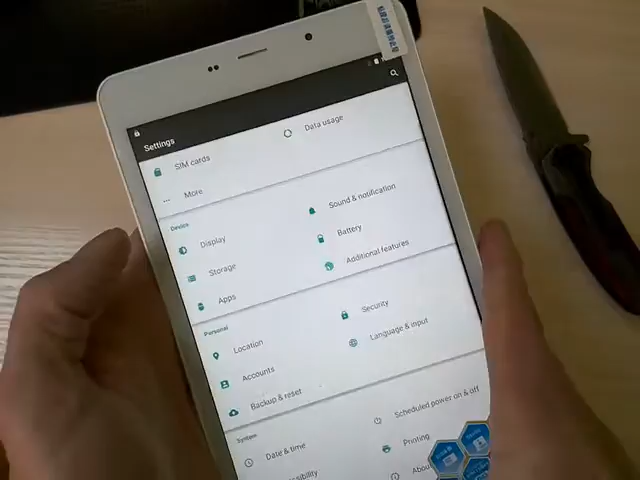 Settings
SIM cards
Data usage
More
Device
Display
Sound & notification
Storage
Battery
Apps
Additional features
Personal
Location
Security
Accounts
Language & input
Backup & reset
System
Date & time
Scheduled power on & off
Printing